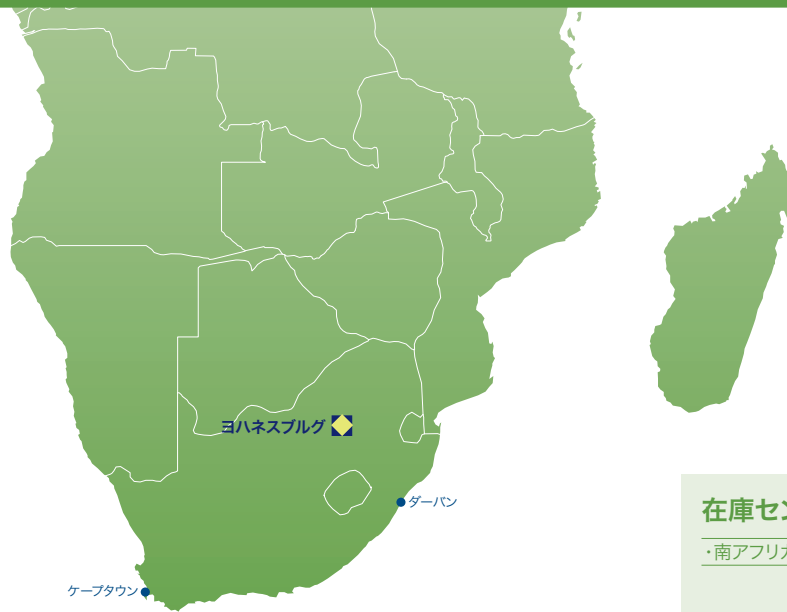 ヨハネスブルグ
ダーバン
ケープタウン
在庫セン
・南アフリカ